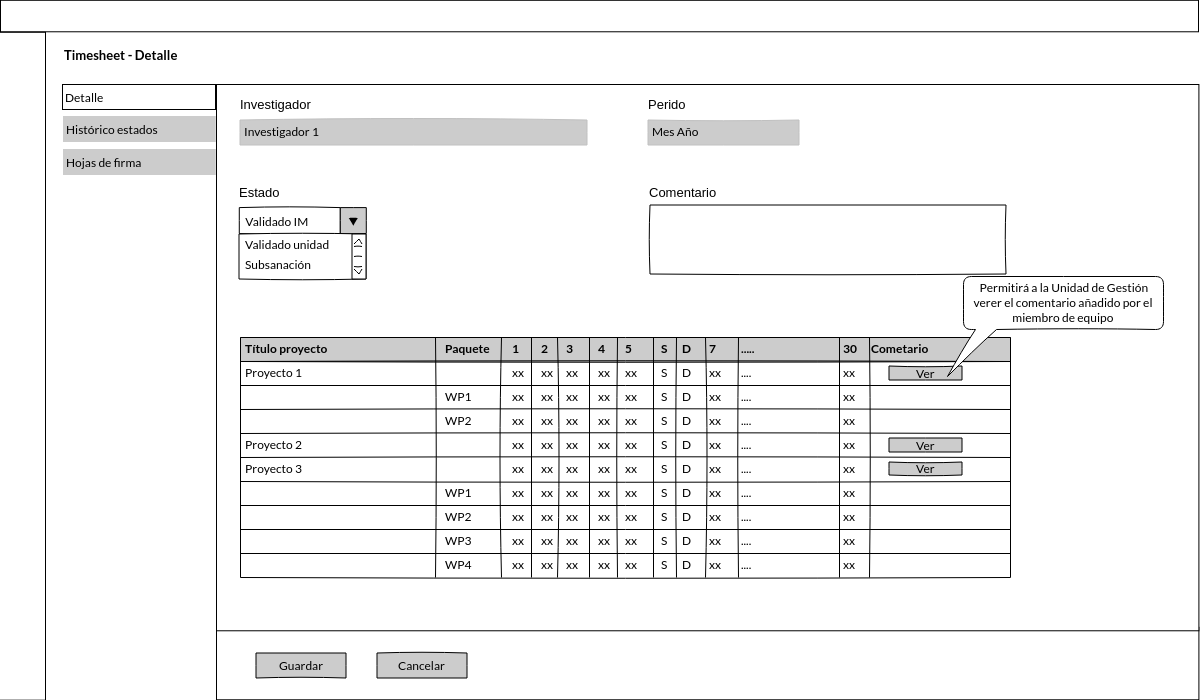 Timesheet - Detalle
Detalle
Histórico estados
Hojas de firma
Investigador
Investigador 1
Perido
Mes Año
Estado
Validado IM
Validado unidad
Subsanación
Comentario
Permitirá a la Unidad de Gestión
verer el comentario añadido por el
miembro de equipo
Título proyecto Paquete 1 2 3 4 5 S D 7 ..... 30 Cometario
Proyecto 1 xx xx xx xx xx S D xx .... xx Ver
WP1 xx xx xx xx xx S D xx .... xx
WP2 xx xx xx xx xx S D xx .... xx
Proyecto 2 xx xx xx xx xx S D xx .... xx Ver
Proyecto 3 xx xx xx xx xx S D xx .... xx Ver
WP1 xx xx xx xx xx S D xx .... xx
WP2 xx xx xx xx xx S D xx .... xx
WP3 xx xx xx xx xx S D xx .... xx
WP4 xx xx xx xx xx S D xx .... xx
Guardar Cancelar